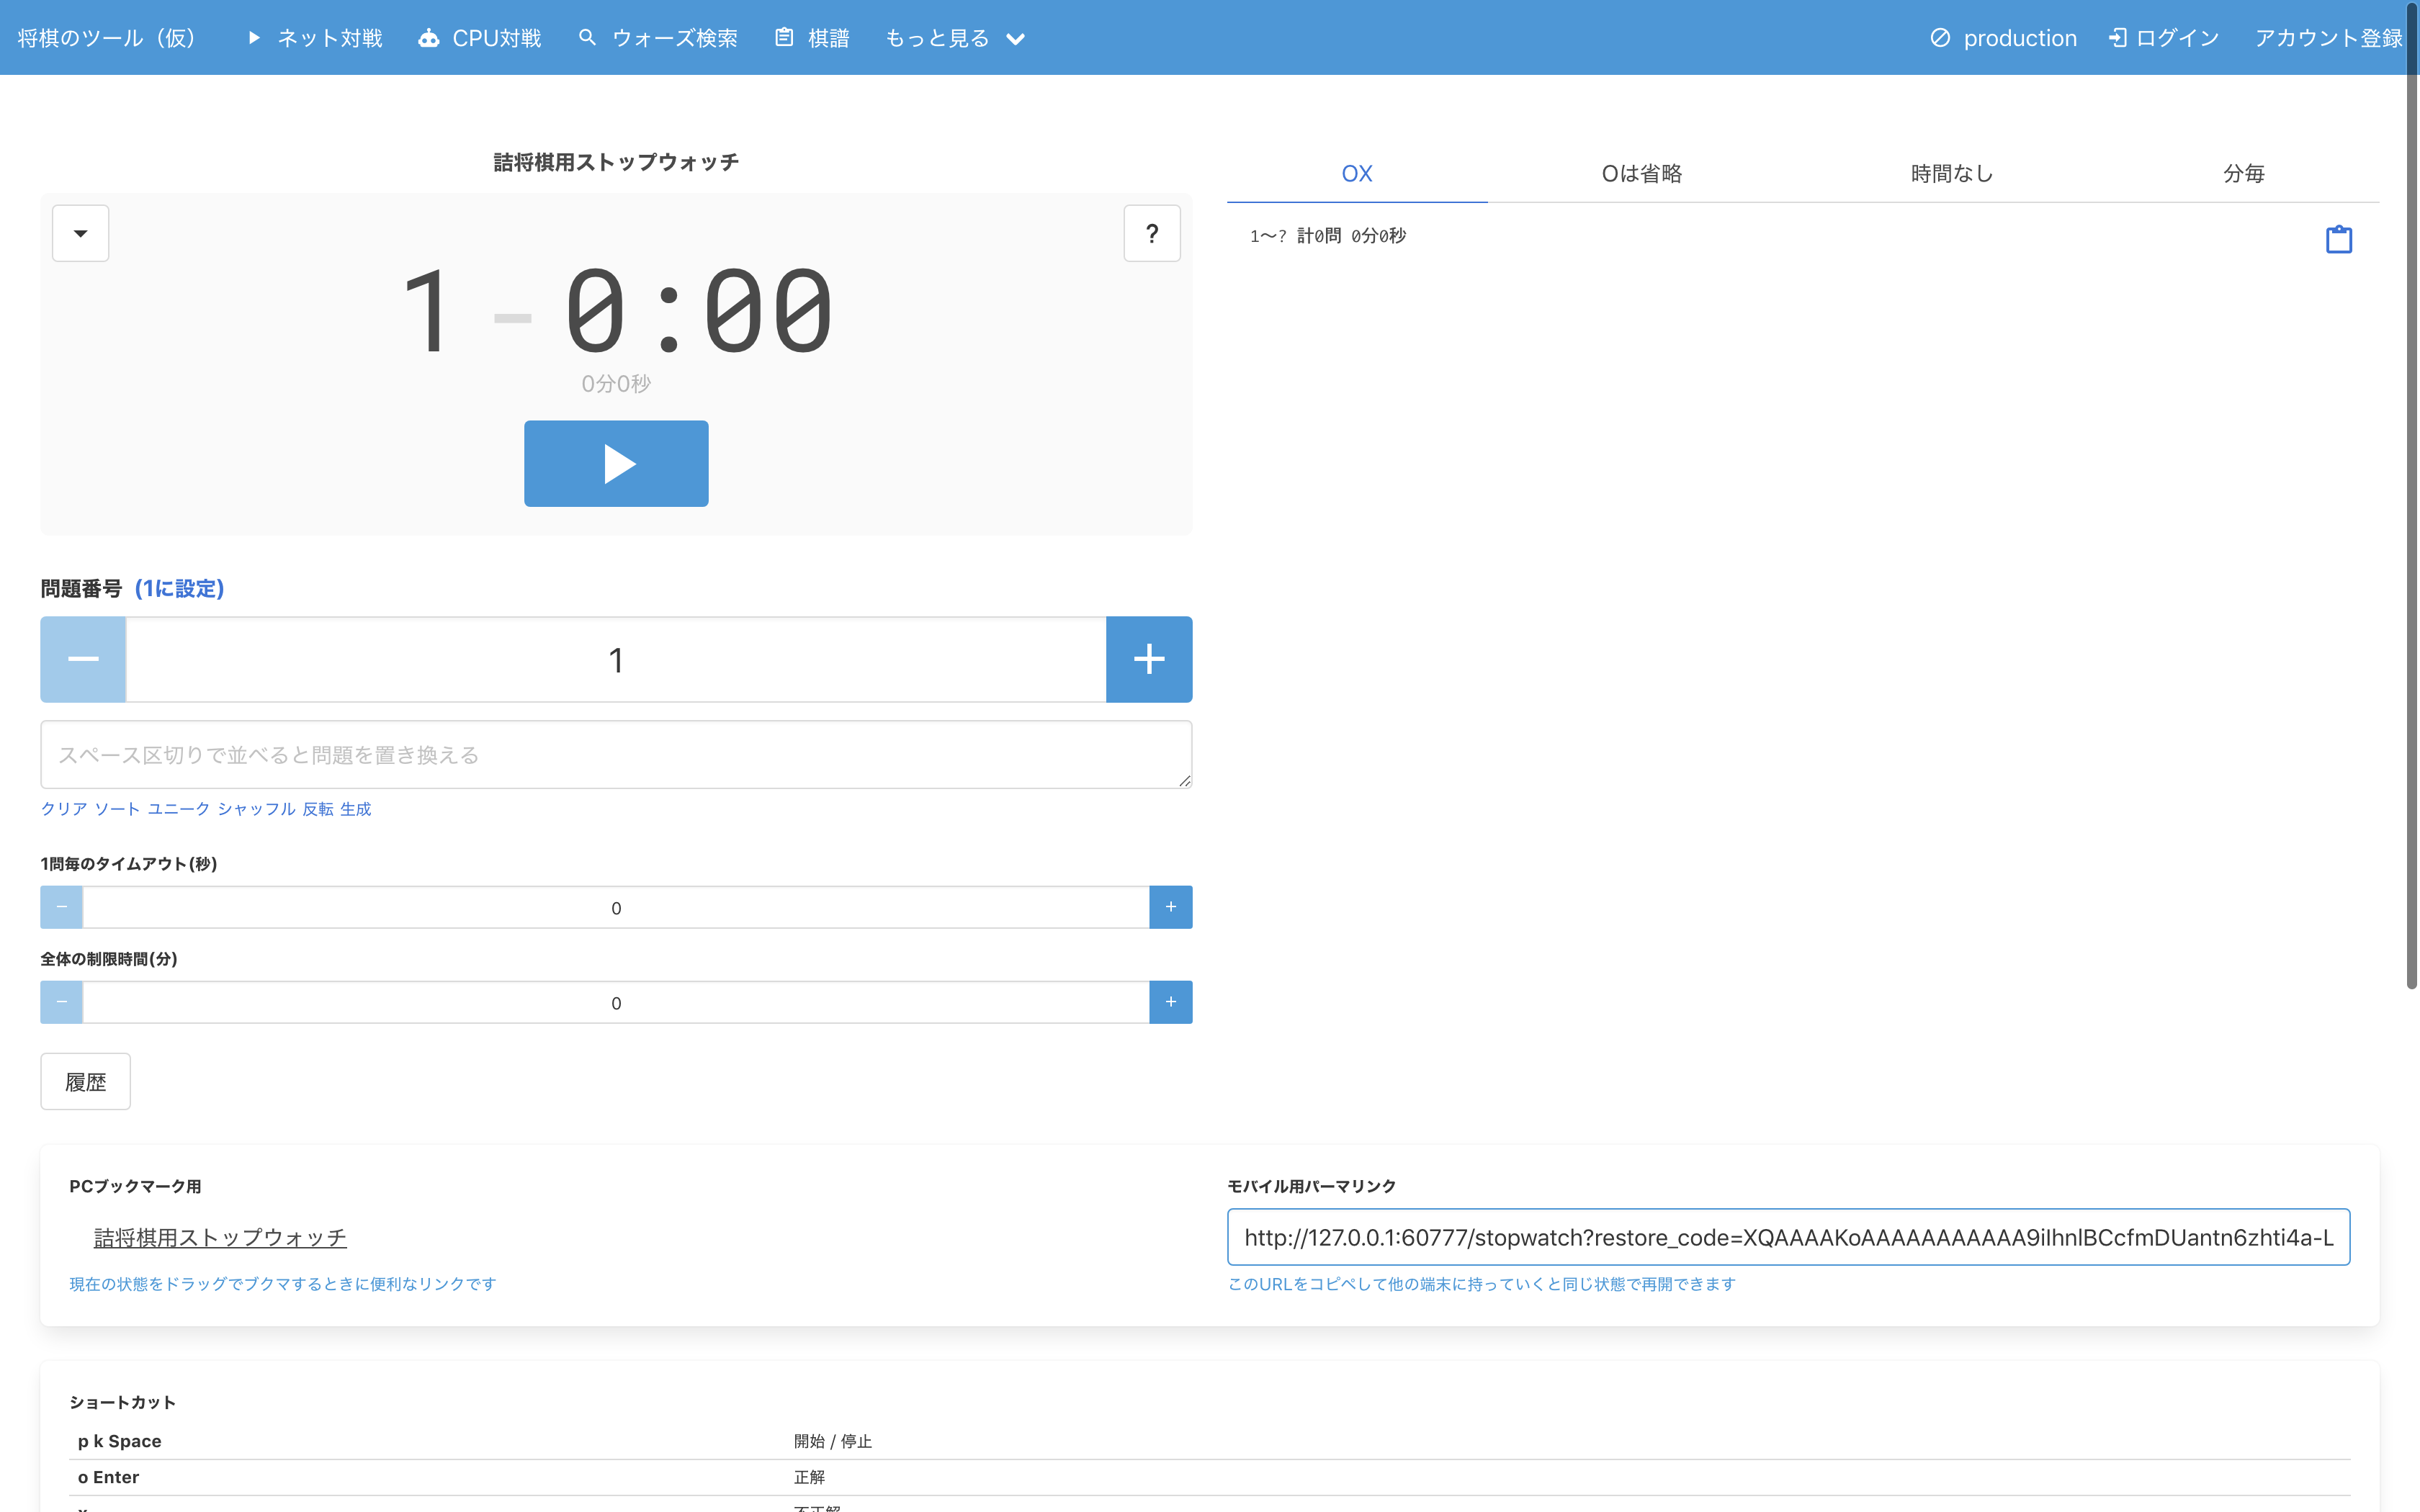 将棋のツール（仮） ネット対戦 CPU対戦 ウォーズ検索 棋譜 もっと見る production ログイン アカウント登録
詰将棋用ストップウォッチ
?
1 - 0:00
0分0秒
OX Oは省略 時間なし 分毎
1〜? 計0問 0分0秒
問題番号 (1に設定)
1
スペース区切りで並べると問題を置き換える
クリア ソート ユニーク シャッフル 反転 生成
1問毎のタイムアウト(秒)
0
全体の制限時間(分)
0
履歴
PCブックマーク用
詰将棋用ストップウォッチ
現在の状態をドラッグでブクマするときに便利なリンクです
モバイル用パーマリンク
http://127.0.0.1:60777/stopwatch?restore_code=XQAAAAKoAAAAAAAAAAA9iIhnlBCcfmDUantn6zhti4a-L
このURLをコピペして他の端末に持っていくと同じ状態で再開できます
ショートカット
p k Space 開始 / 停止
o Enter 正解